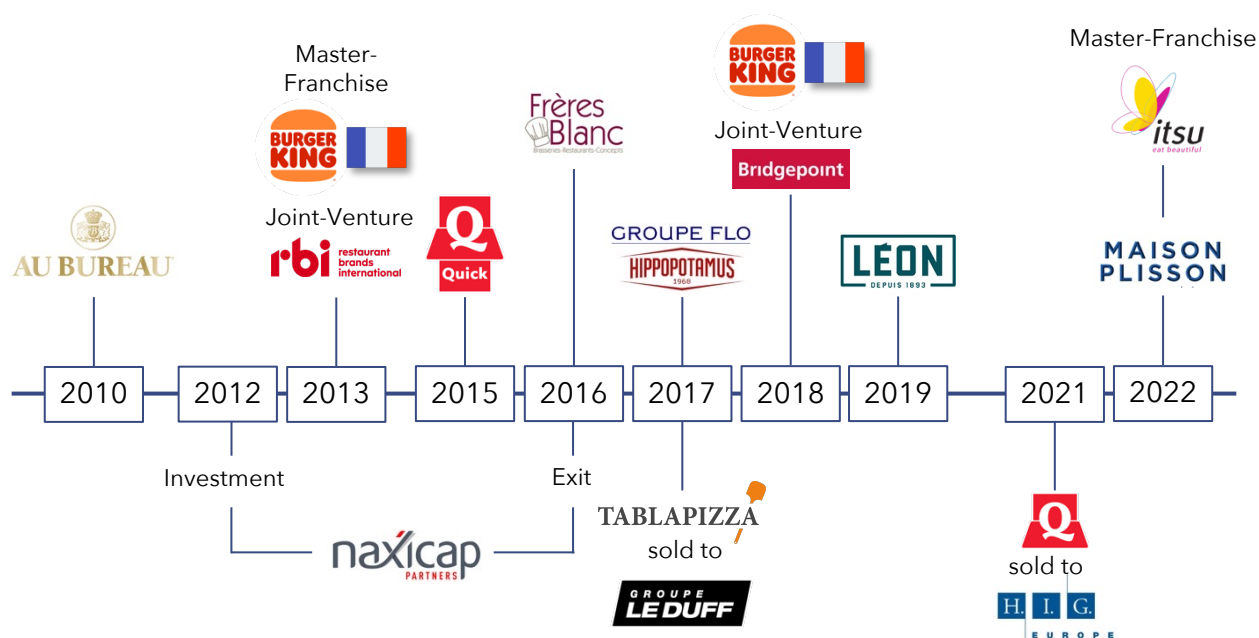 Master-
Franchise
BURGER
KING
Joint-Venture
rbi
restaurant
brands
international
AU BUREAU
Q
Quick
Frères
Blanc
Brasseries-Restaurants-Concepts
GROUPE FLO
HIPPOPOTAMUS
1968
BURGER
KING
Joint-Venture
Bridgepoint
LÉON
DEPUIS 1893
Master-Franchise
itsu
eat beautiful
MAISON
PLISSON
2010
2012
2013
2015
2016
2017
2018
2019
2021
2022
Investment
Exit
naxicap
PARTNERS
TABLAPIZZA
sold to
GROUPE
LE DUFF
Q
sold to
H. I. G.
EUROPE